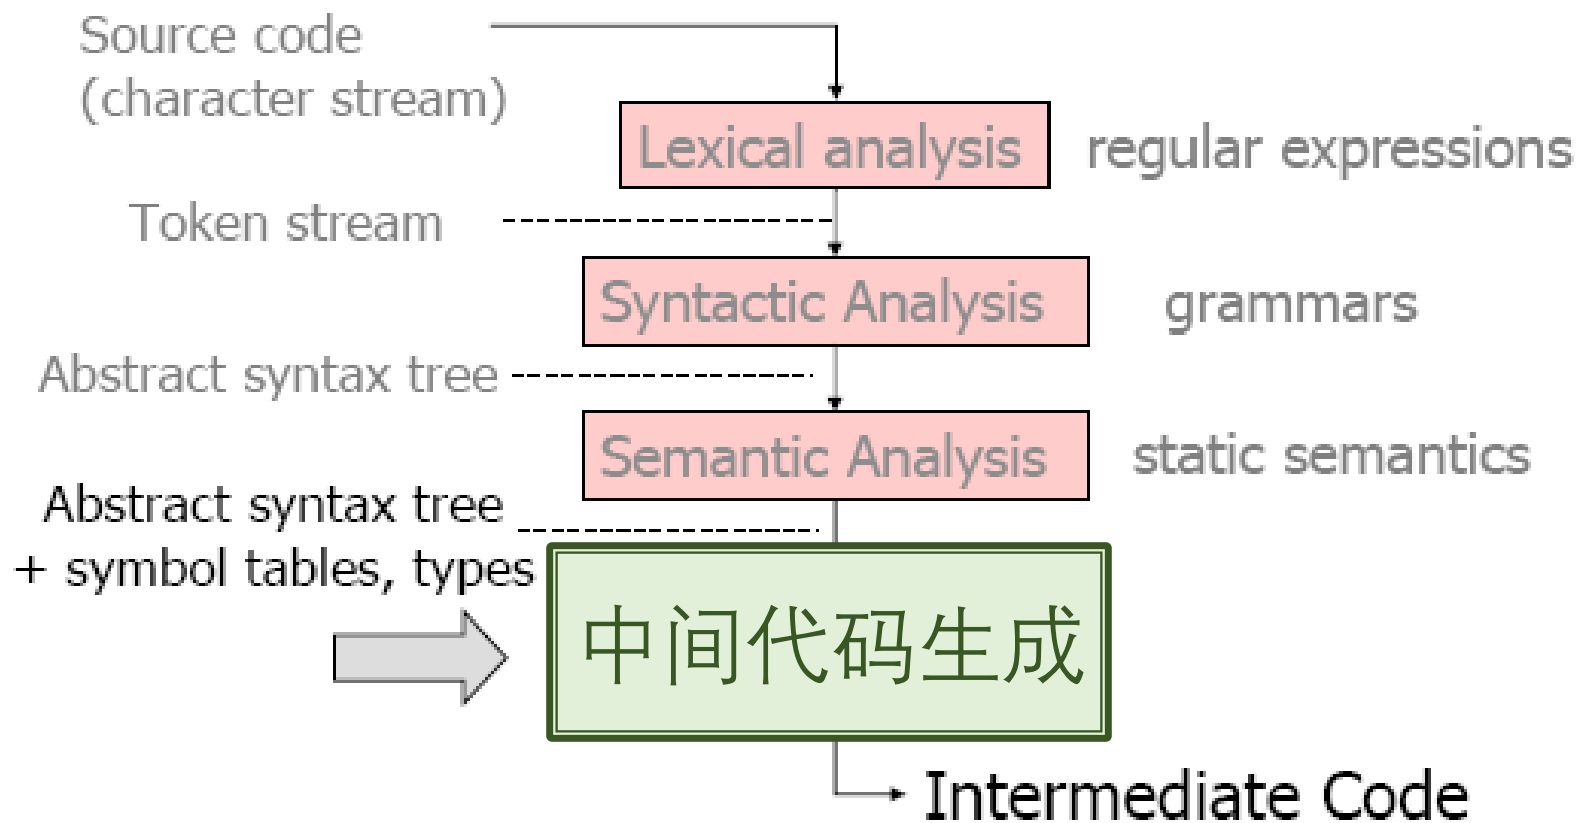 Source code
(character stream)
Lexical analysis
regular expressions
Token stream
Syntactic Analysis
grammars
Abstract syntax tree
Semantic Analysis
static semantics
Abstract syntax tree
+ symbol tables, types
中间代码生成
Intermediate Code